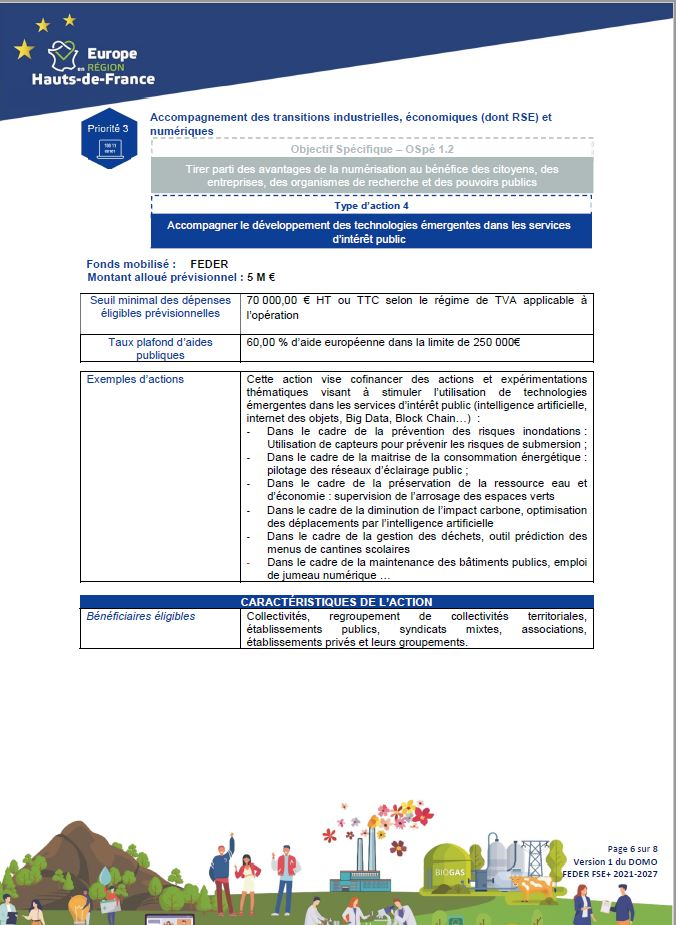 Europe
en RÉGION
Hauts-de-France
Priorité 3
Accompagnement des transitions industrielles, économiques (dont RSE) et
numériques
Objectif Spécifique – OSpé 1.2
Tirer parti des avantages de la numérisation au bénéfice des citoyens, des
entreprises, des organismes de recherche et des pouvoirs publics
Type d'action 4
Accompagner le développement des technologies émergentes dans les services
d'intérêt public
Fonds mobilisé : FEDER
Montant alloué prévisionnel : 5 M €
Seuil minimal des dépenses
éligibles prévisionnelles
70 000,00 € HT ou TTC selon le régime de TVA applicable à
l'opération
Taux plafond d'aides
publiques
60,00 % d'aide européenne dans la limite de 250 000€
Exemples d'actions
Cette action vise cofinancer des actions et expérimentations
thématiques visant à stimuler l'utilisation de technologies
émergentes dans les services d'intérêt public (intelligence artificielle,
internet des objets, Big Data, Block Chain…) :
- Dans le cadre de la prévention des risques inondations :
Utilisation de capteurs pour prévenir les risques de submersion ;
- Dans le cadre de la maitrise de la consommation énergétique :
pilotage des réseaux d'éclairage public ;
- Dans le cadre de la préservation de la ressource eau et
d'économie : supervision de l'arrosage des espaces verts
- Dans le cadre de la diminution de l'impact carbone, optimisation
des déplacements par l'intelligence artificielle
- Dans le cadre de la gestion des déchets, outil prédiction des
menus de cantines scolaires
- Dans le cadre de la maintenance des bâtiments publics, emploi
de jumeau numérique …
CARACTÉRISTIQUES DE L'ACTION
Bénéficiaires éligibles
Collectivités, regroupement de collectivités territoriales,
établissements publics, syndicats mixtes, associations,
établissements privés et leurs groupements.
BIOGAS
Page 6 sur 8
Version 1 du DOMO
FEDER FSE+ 2021-2027